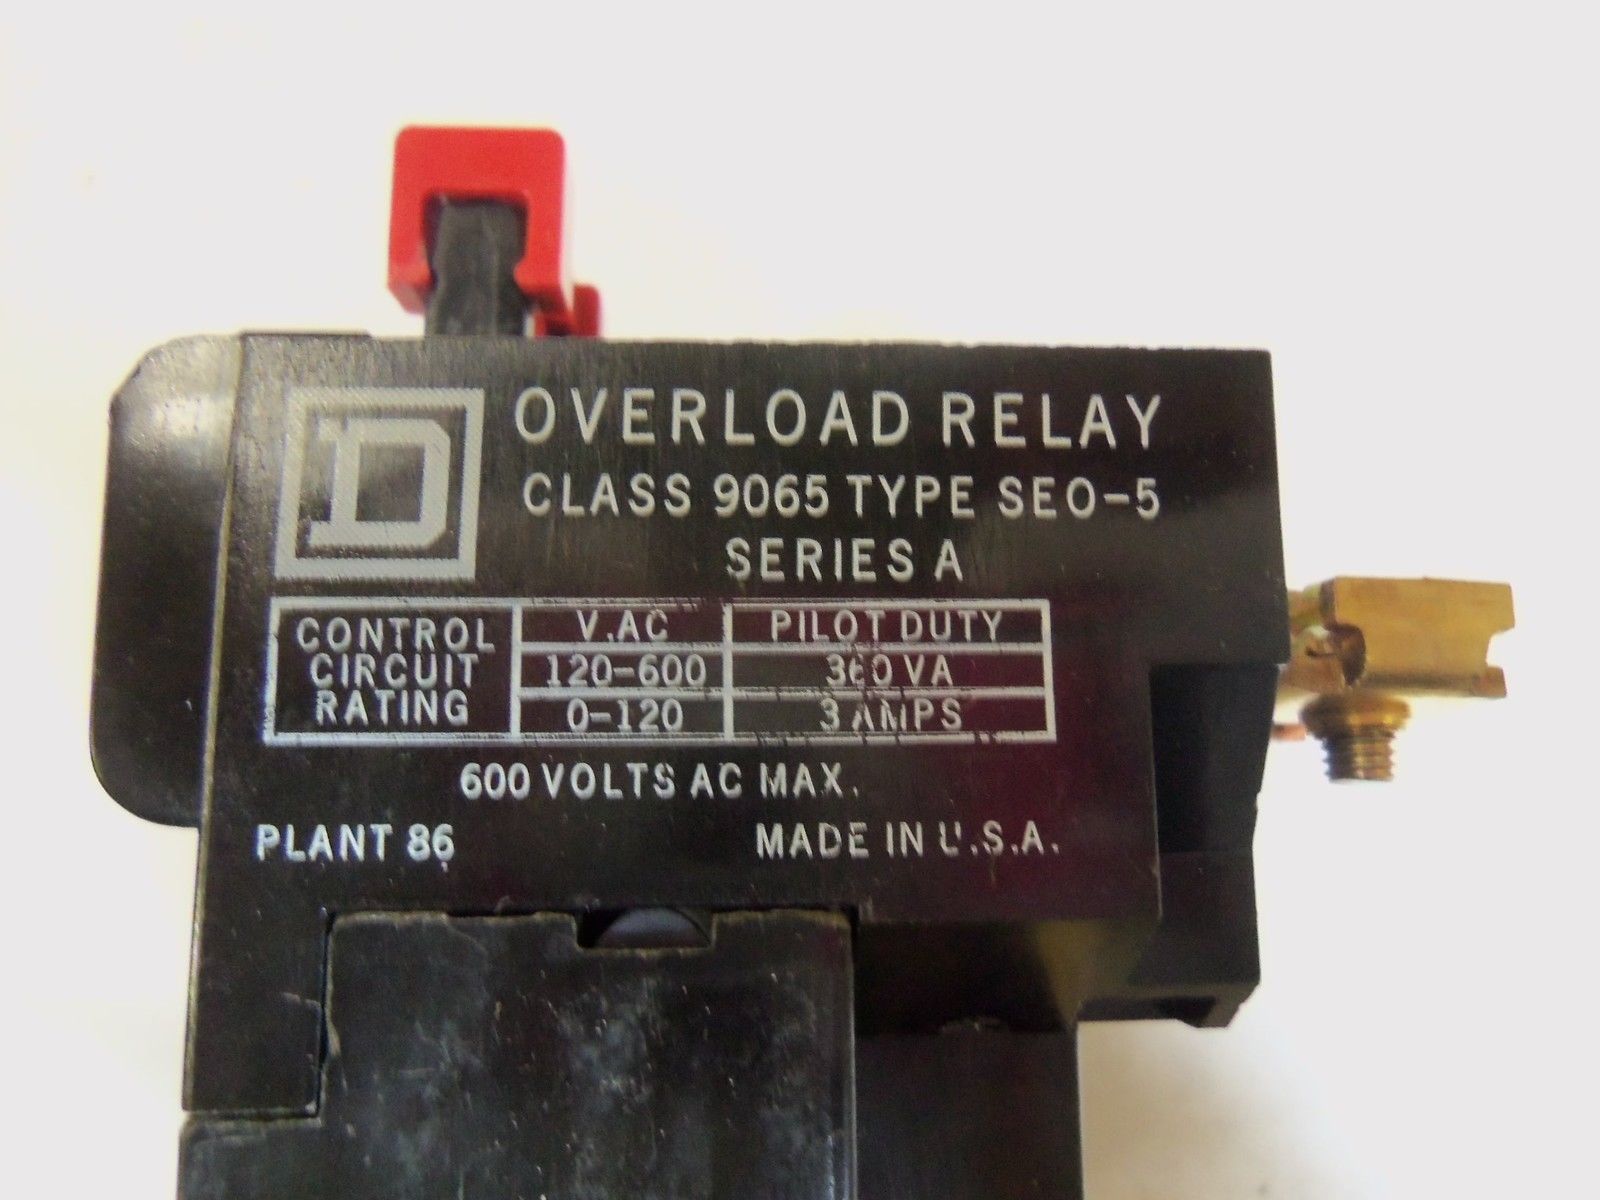 D
OVERLOAD RELAY
CLASS 9065 TYPE SEO-5
SERIES A
CONTROL
CIRCUIT
RATING
V.AC PILOT DUTY
120-600 360 VA
0-120 3 AMPS
600 VOLTS AC MAX.
PLANT 86 MADE IN U.S.A.